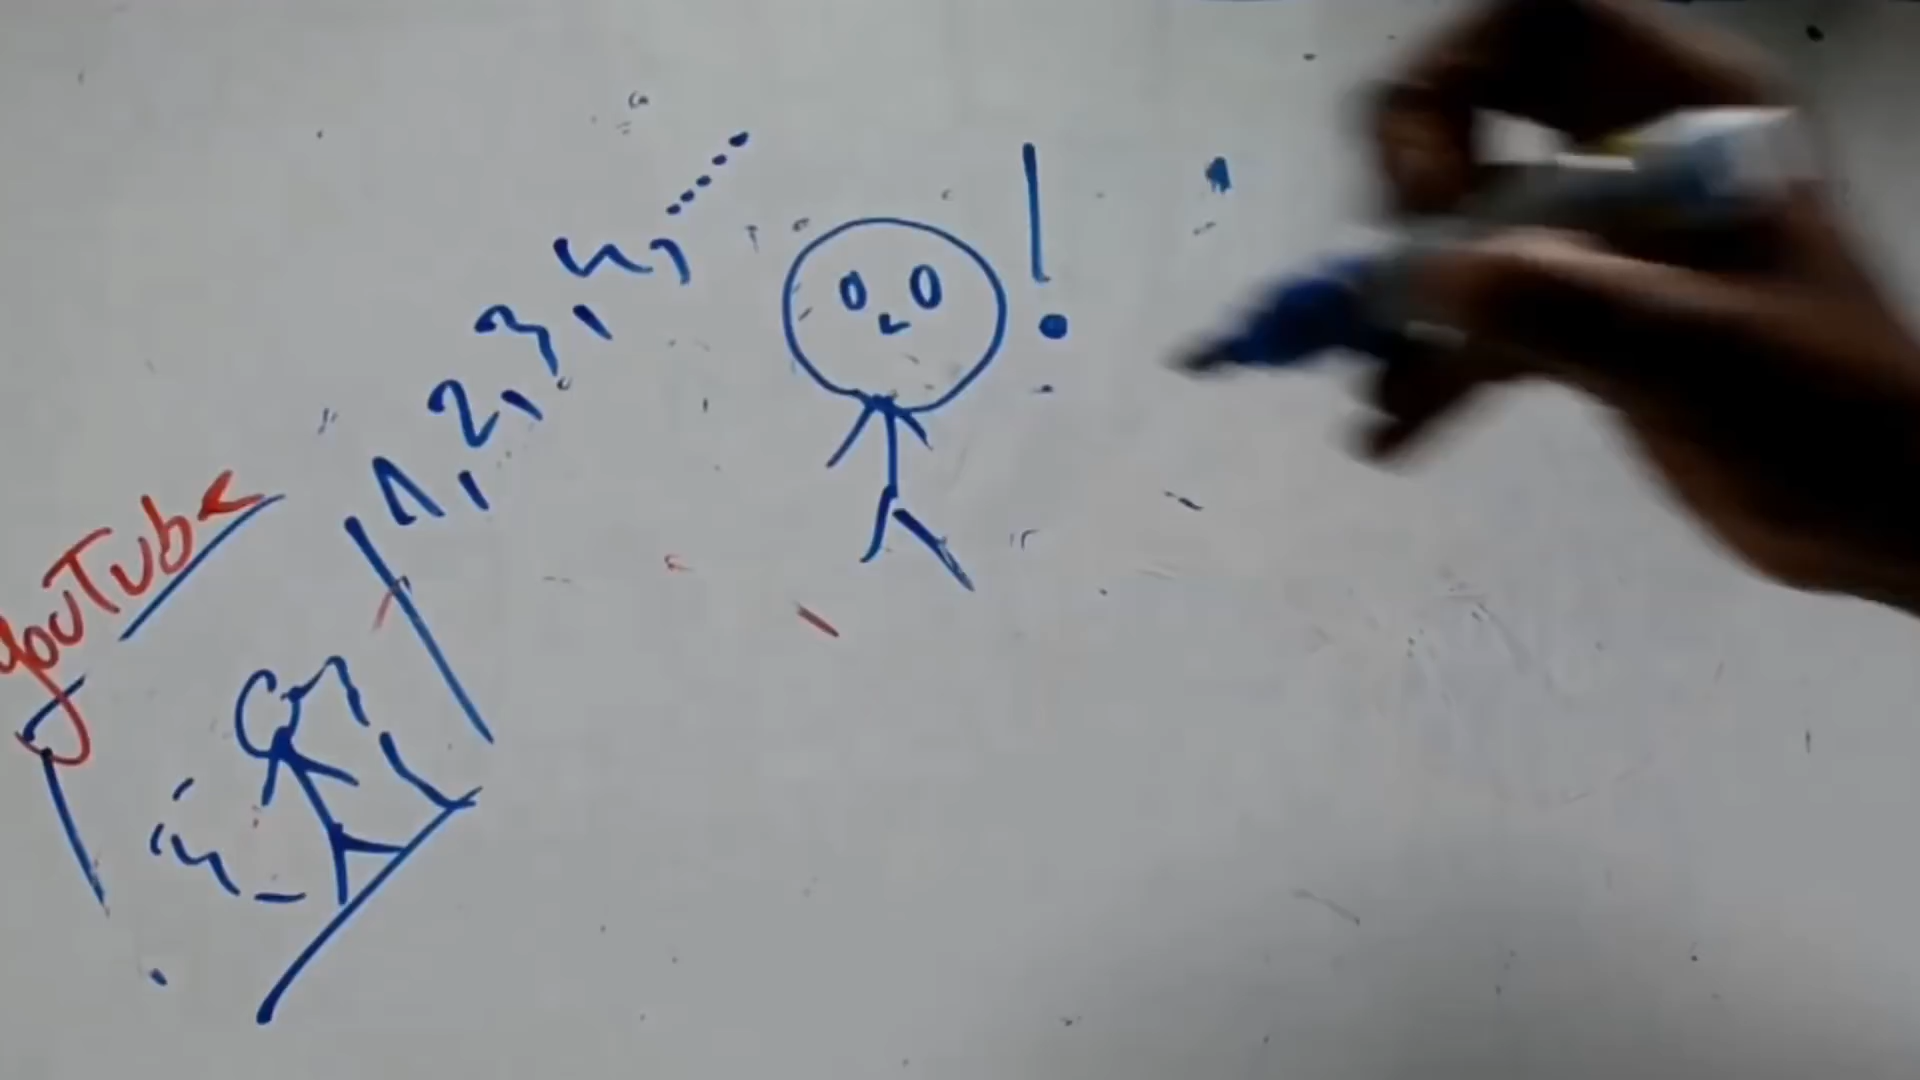 1, 2, 3, 4, .....
!
YouTube